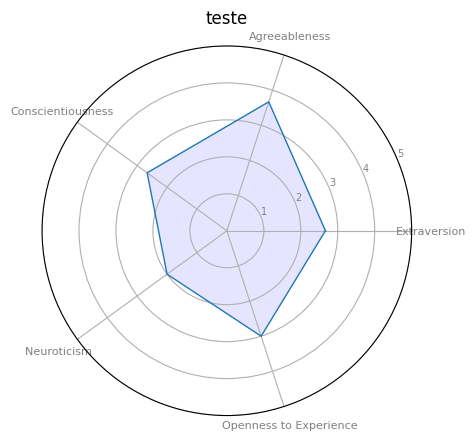 teste
Agreeableness
Conscientiousness
5
4
3
2
1
Extraversion
Neuroticism
Openness to Experience